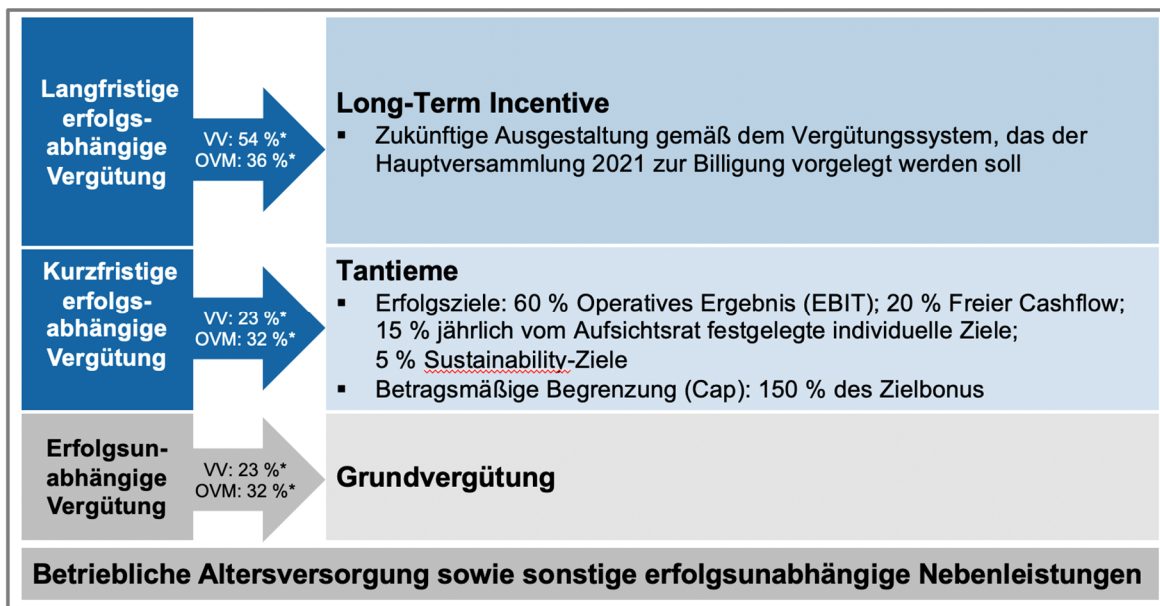 Langfristige
erfolgs-
abhängige
Vergütung
VV: 54 %*
OVM: 36 %*
Long-Term Incentive
▪ Zukünftige Ausgestaltung gemäß dem Vergütungssystem, das der
Hauptversammlung 2021 zur Billigung vorgelegt werden soll
Kurzfristige
erfolgs-
abhängige
Vergütung
VV: 23 %*
OVM: 32 %*
Tantieme
▪ Erfolgsziele: 60 % Operatives Ergebnis (EBIT); 20 % Freier Cashflow;
15 % jährlich vom Aufsichtsrat festgelegte individuelle Ziele;
5 % Sustainability-Ziele
▪ Betragsmäßige Begrenzung (Cap): 150 % des Zielbonus
Erfolgsun-
abhängige
Vergütung
VV: 23 %*
OVM: 32 %*
Grundvergütung
Betriebliche Altersversorgung sowie sonstige erfolgsunabhängige Nebenleistungen